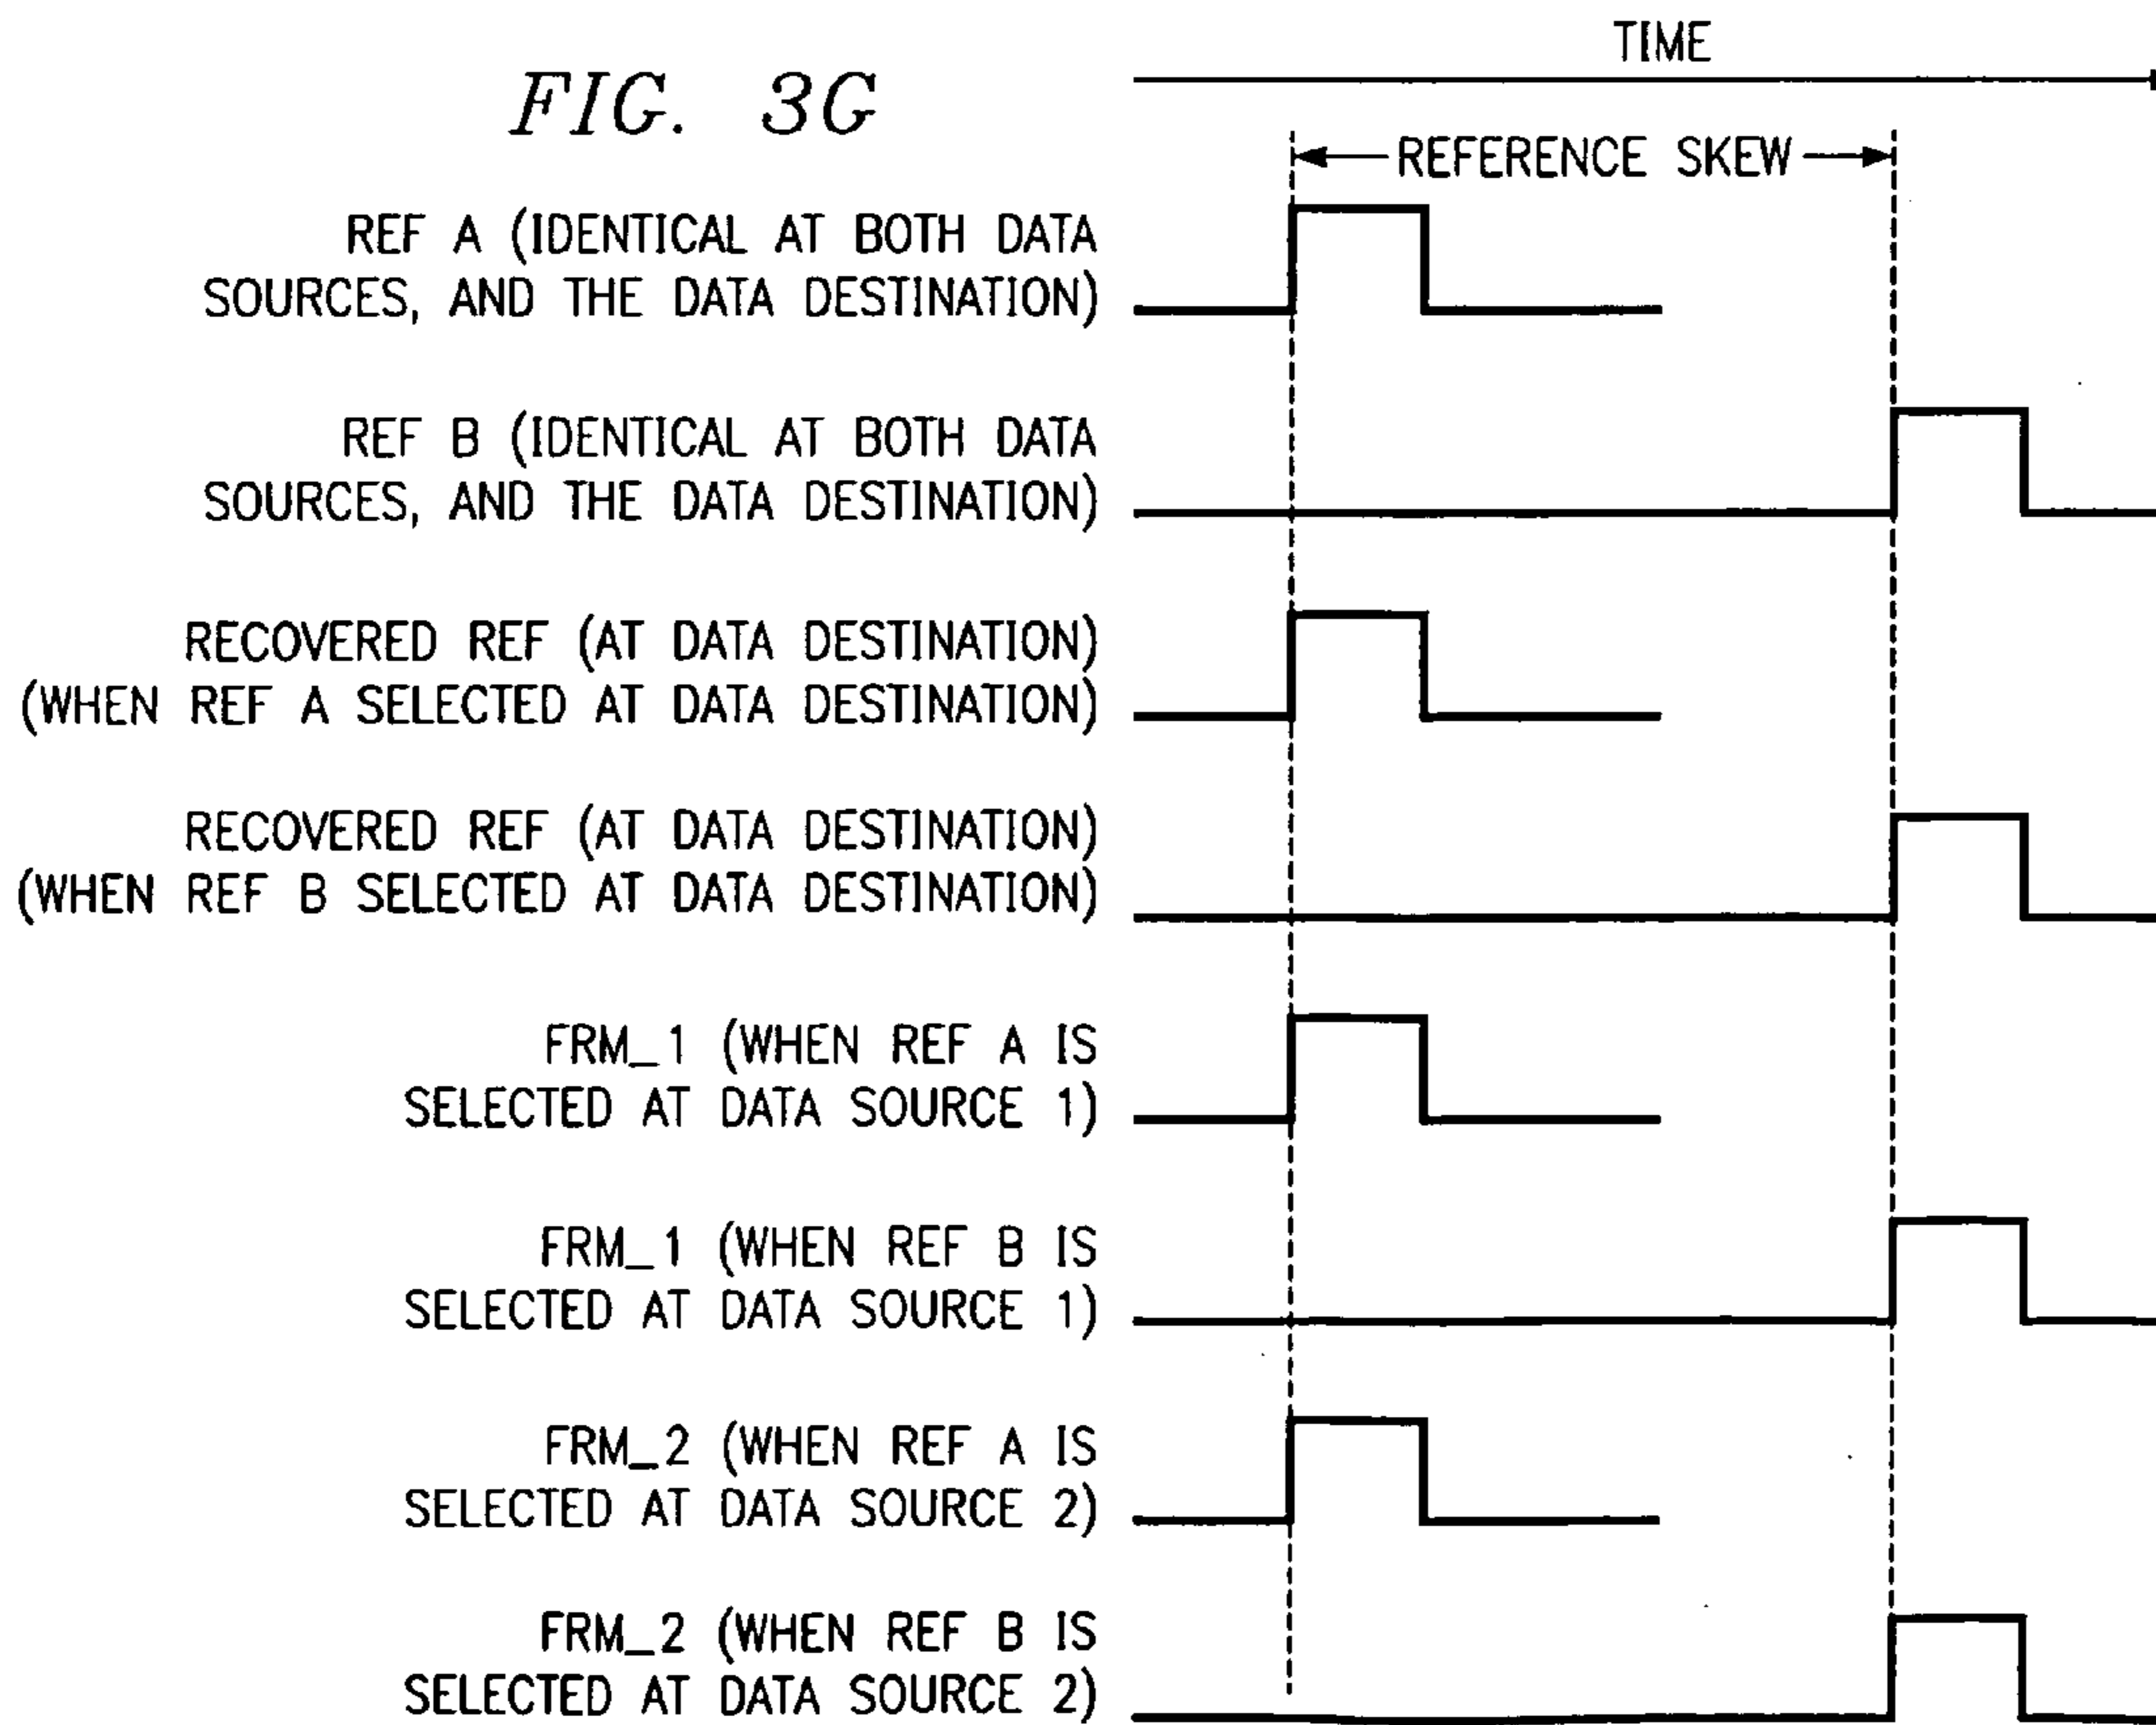 TIME
FIG. 3G
REFERENCE SKEW
REF A (IDENTICAL AT BOTH DATA
SOURCES, AND THE DATA DESTINATION)
REF B (IDENTICAL AT BOTH DATA
SOURCES, AND THE DATA DESTINATION)
RECOVERED REF (AT DATA DESTINATION)
(WHEN REF A SELECTED AT DATA DESTINATION)
RECOVERED REF (AT DATA DESTINATION)
(WHEN REF B SELECTED AT DATA DESTINATION)
FRM_1 (WHEN REF A IS
SELECTED AT DATA SOURCE 1)
FRM_1 (WHEN REF B IS
SELECTED AT DATA SOURCE 1)
FRM_2 (WHEN REF A IS
SELECTED AT DATA SOURCE 2)
FRM_2 (WHEN REF B IS
SELECTED AT DATA SOURCE 2)